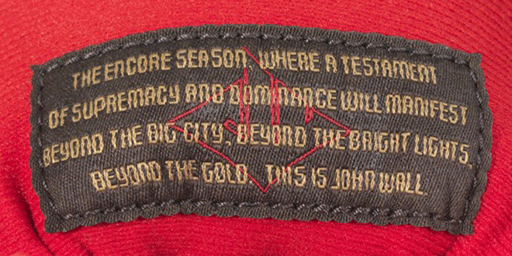 THE ENCORE SEASON. WHERE A TESTAMENT
OF SUPREMACY AND DOMINANCE WILL MANIFEST
BEYOND THE BIG CITY, BEYOND THE BRIGHT LIGHTS,
BEYOND THE GOLD. THIS IS JOHN WALL.